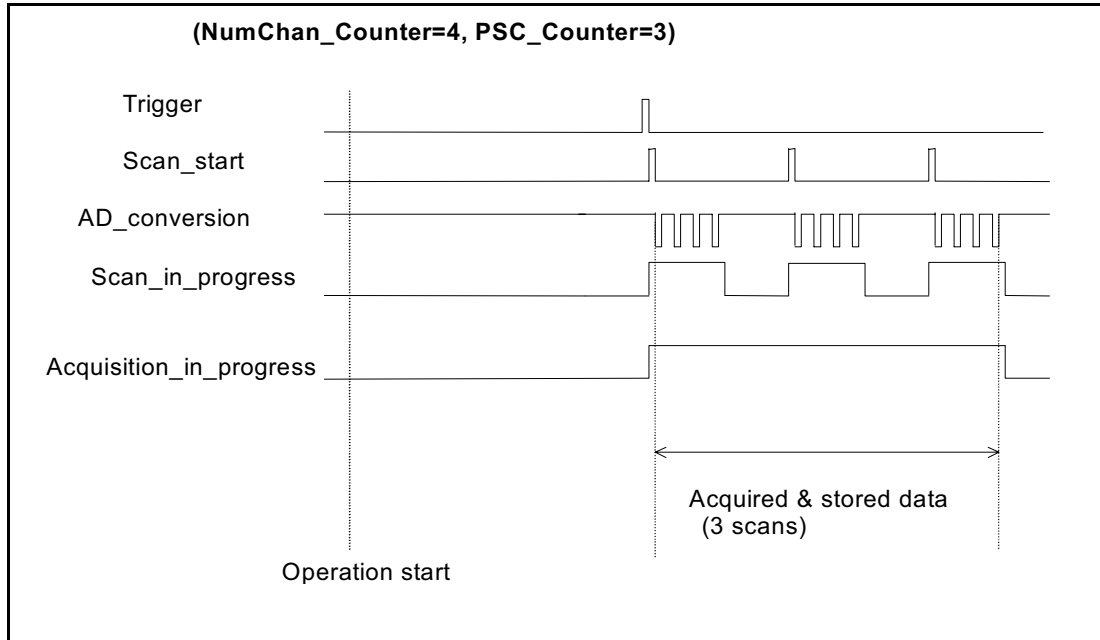 (NumChan_Counter=4, PSC_Counter=3)
Trigger
Scan_start
AD_conversion
Scan_in_progress
Acquisition_in_progress
Acquired & stored data
(3 scans)
Operation start